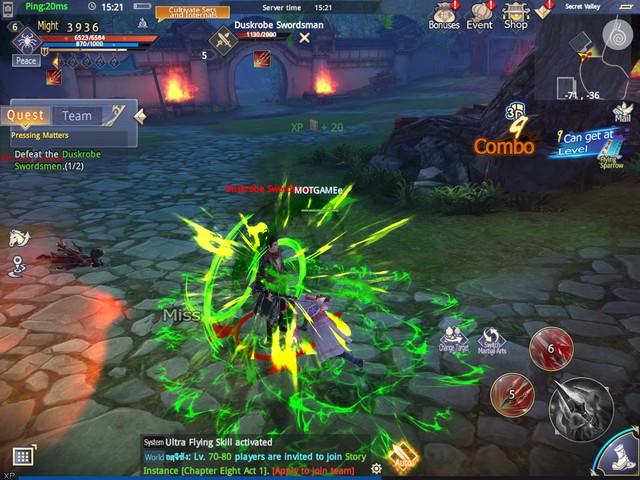 Ping:20ms
15:21
Cultivate Sets
and Internals
Server time 15:21
Secret Valley
6
Might 3936
6523/6584
870/1000
Peace
5
Duskrobe Swordsman
1130/2000
Bonuses
Event
Shop
-71, -36
Mail
Quest
Team
Pressing Matters
Defeat the Duskrobe
Swordsmen.(1/2)
XP + 20
3D
9
Combo
Can get at
Level
Flying
Sparrow
MOTGAMEe
Miss
Change Target
Switch
Martial Arts
6
5
System Ultra Flying Skill activated
World Lv. 70-80 players are invited to join Story
Instance [Chapter Eight Act 1]. [Apply to join team]
Auto
XP